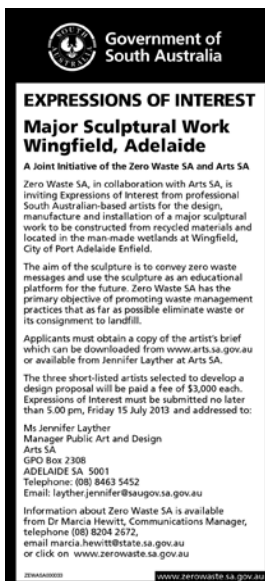 Government of
South Australia
EXPRESSIONS OF INTEREST
Major Sculptural Work
Wingfield, Adelaide
A Joint Initiative of the Zero Waste SA and Arts SA
Zero Waste SA, in collaboration with Arts SA, is
inviting Expressions of Interest from professional
South Australian-based artists for the design,
manufacture and installation of a major sculptural
work to be constructed from recycled materials and
located in the man-made wetlands at Wingfield,
City of Port Adelaide Enfield.
The aim of the sculpture is to convey zero waste
messages and use the sculpture as an educational
platform for the future. Zero Waste SA has the
primary objective of promoting waste management
practices that as far as possible eliminate waste or
its consignment to landfill.
Applicants must obtain a copy of the artist's brief
which can be downloaded from www.arts.sa.gov.au
or available from Jennifer Layther at Arts SA.
The three short-listed artists selected to develop a
design proposal will be paid a fee of $3,000 each.
Expressions of Interest must be submitted no later
than 5.00 pm, Friday 15 July 2013 and addressed to:
Ms Jennifer Layther
Manager Public Art and Design
Arts SA
GPO Box 2308
ADELAIDE SA 5001
Telephone: (08) 8463 5452
Email: layther.jennifer@saugov.sa.gov.au
Information about Zero Waste SA is available
from Dr Marcia Hewitt, Communications Manager,
telephone (08) 8204 2672,
email marcia.hewitt@state.sa.gov.au
or click on www.zerowaste.sa.gov.au
www.zerowaste.sa.gov.au